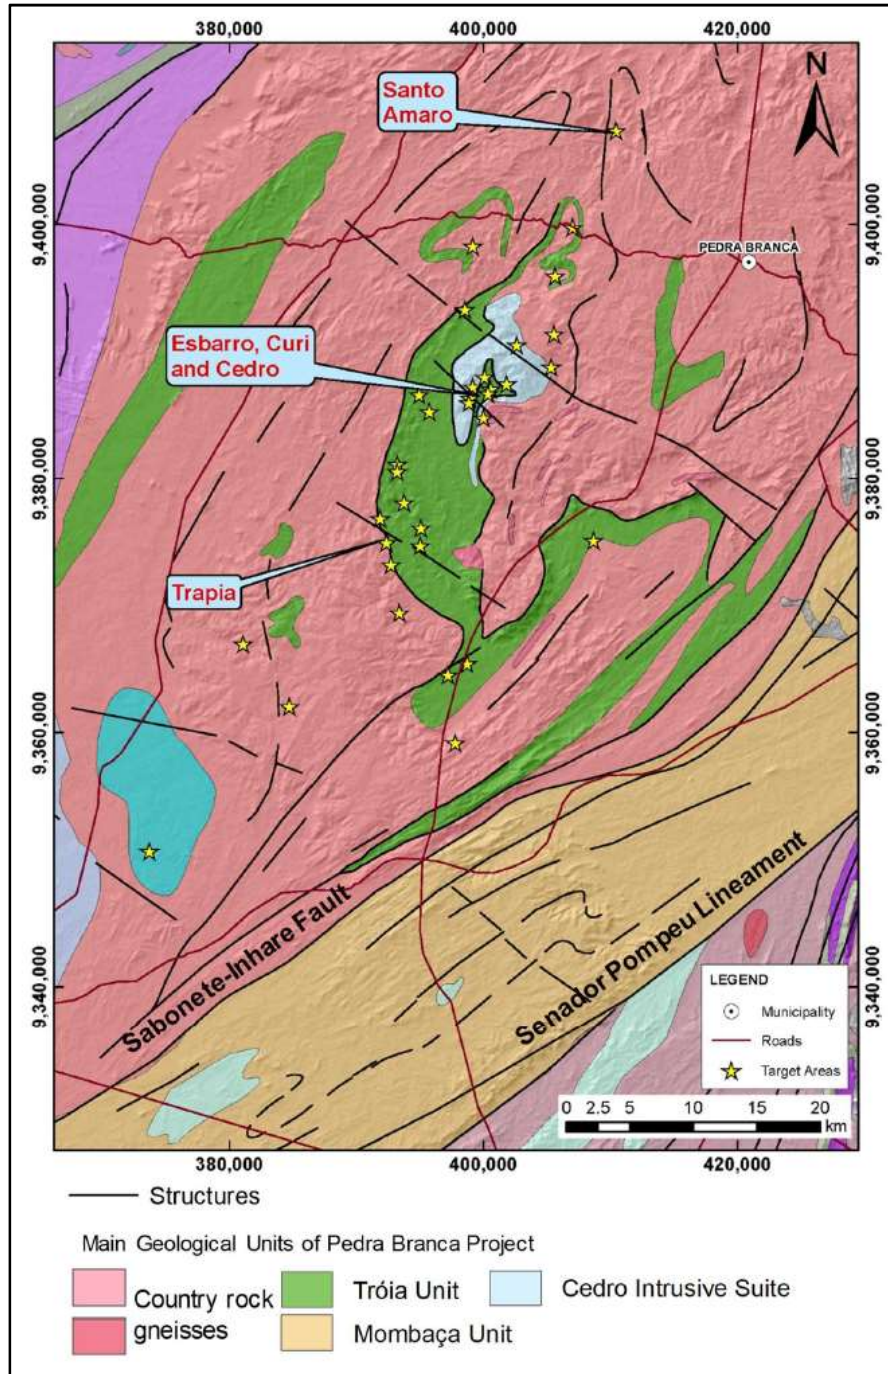 380,000
400,000
420,000
N
Santo
Amaro
9,400,000
9,400,000
PEDRA BRANCA
Esbarro, Curi
and Cedro
9,380,000
9,380,000
Trapia
9,360,000
9,360,000
Sabonete-Inhare Fault
Senador Pompeu Lineament
9,340,000
9,340,000
LEGEND
Municipality
Roads
Target Areas
0 2.5 5 10 15 20
km
380,000
400,000
420,000
Structures
Main Geological Units of Pedra Branca Project
Country rock
gneisses
Tróia Unit
Cedro Intrusive Suite
Mombaça Unit